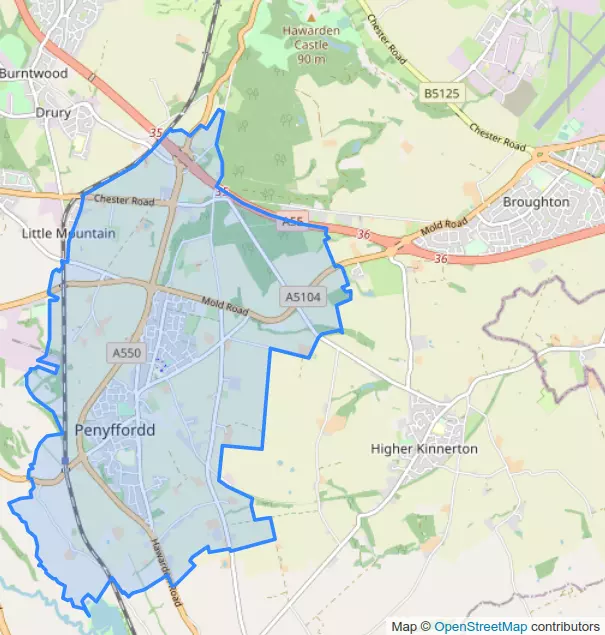 Hawarden
Castle
90 m
Chester Road
Burntwood
B5125
Drury
35
Chester Road
35
Chester Road
Broughton
Little Mountain
A55
36
Mold Road
36
Mold Road
A5104
A550
Penyffordd
Higher Kinnerton
Hawarden Road
Map © OpenStreetMap contributors